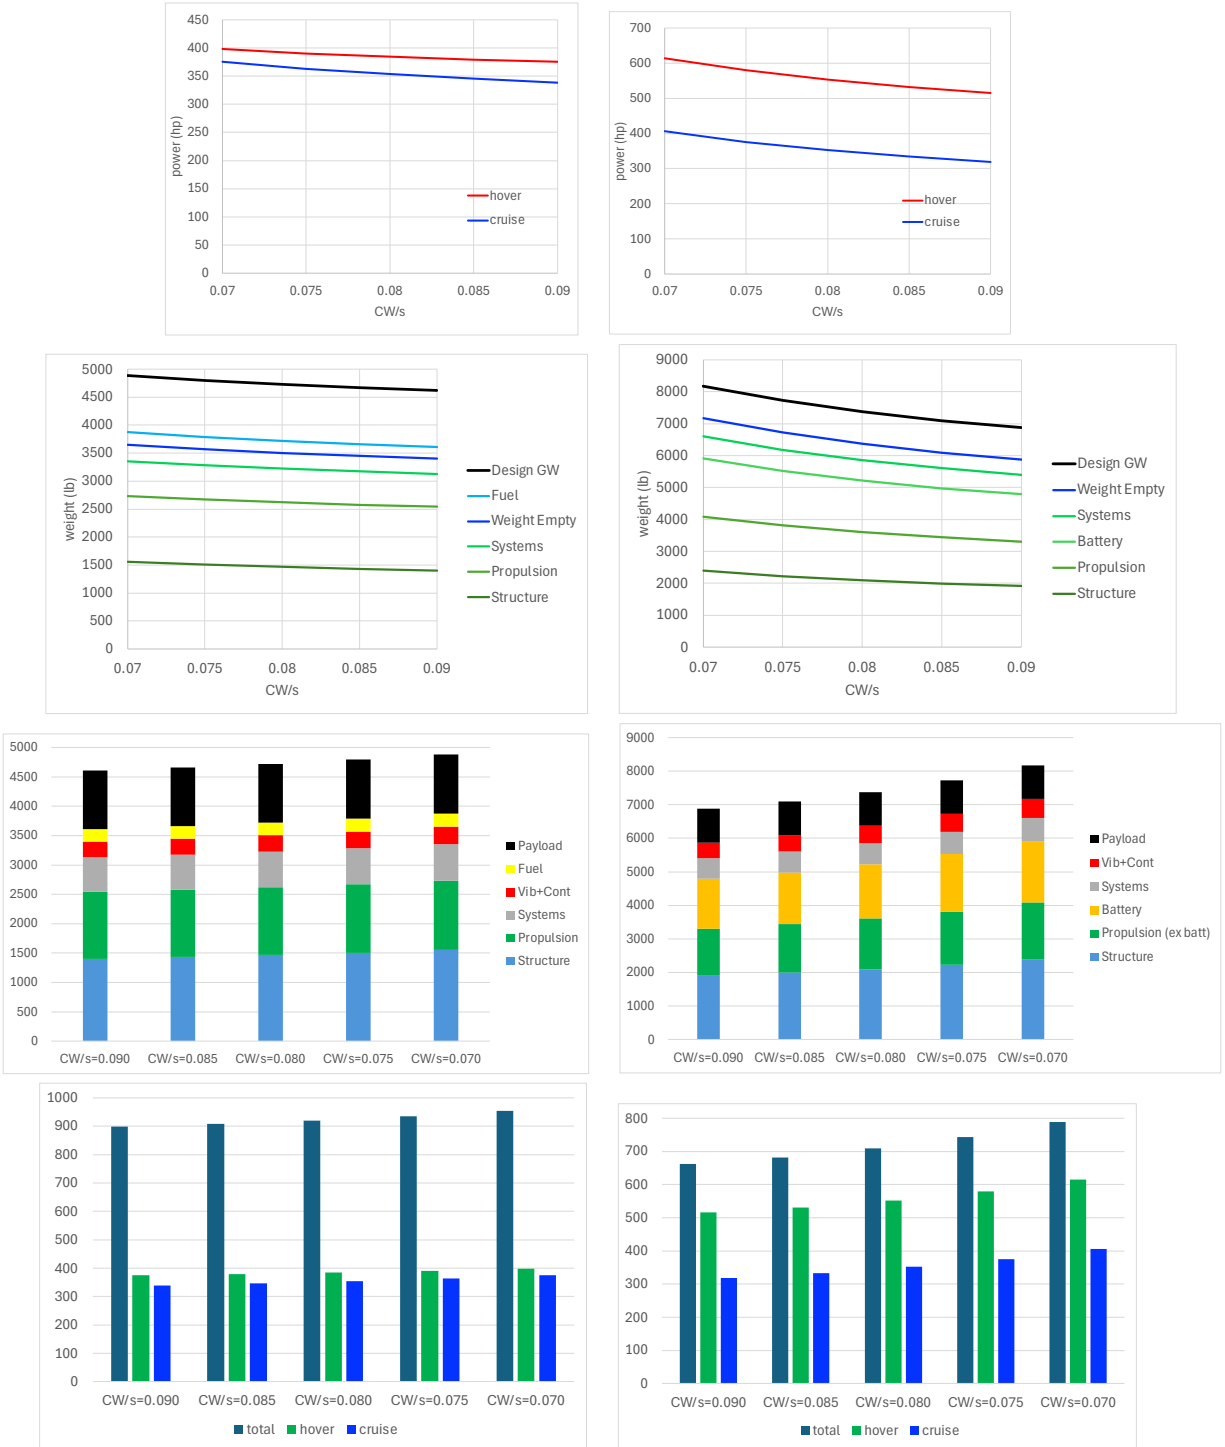 450
400
350
300
250
200
150
100
50
0
power (hp)
hover
cruise
0.07 0.075 0.08 0.085 0.09
CW/s
700
600
500
400
300
200
100
0
power (hp)
hover
cruise
0.07 0.075 0.08 0.085 0.09
CW/s
5000
4500
4000
3500
3000
2500
2000
1500
1000
500
0
weight (lb)
Design GW
Fuel
Weight Empty
Systems
Propulsion
Structure
0.07 0.075 0.08 0.085 0.09
CW/s
9000
8000
7000
6000
5000
4000
3000
2000
1000
0
weight (lb)
Design GW
Weight Empty
Systems
Battery
Propulsion
Structure
0.07 0.075 0.08 0.085 0.09
CW/s
5000
4500
4000
3500
3000
2500
2000
1500
1000
500
0
Payload
Fuel
Vib+Cont
Systems
Propulsion
Structure
CW/s=0.090 CW/s=0.085 CW/s=0.080 CW/s=0.075 CW/s=0.070
9000
8000
7000
6000
5000
4000
3000
2000
1000
0
Payload
Vib+Cont
Systems
Battery
Propulsion (ex batt)
Structure
CW/s=0.090 CW/s=0.085 CW/s=0.080 CW/s=0.075 CW/s=0.070
1000
900
800
700
600
500
400
300
200
100
0
CW/s=0.090 CW/s=0.085 CW/s=0.080 CW/s=0.075 CW/s=0.070
total hover cruise
800
700
600
500
400
300
200
100
0
CW/s=0.090 CW/s=0.085 CW/s=0.080 CW/s=0.075 CW/s=0.070
total hover cruise